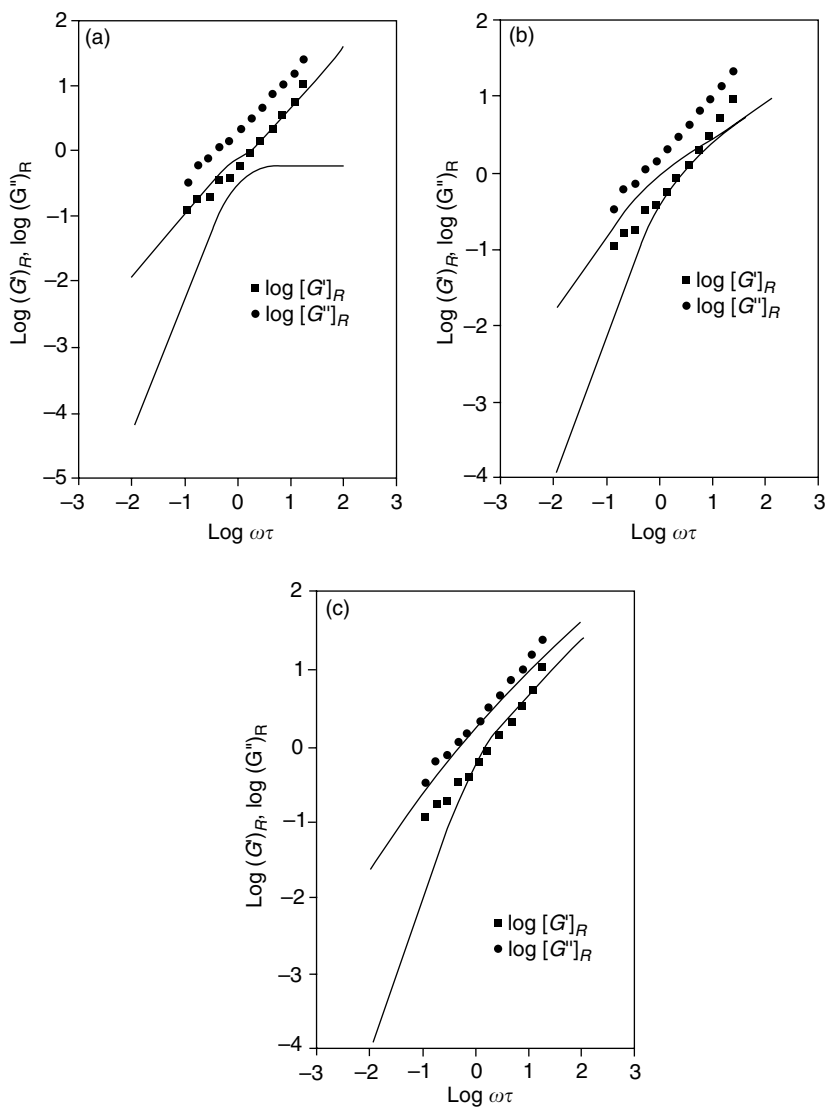 (a)
2
1
0
–1
–2
–3
–4
–5
Log (G')R, log (G")R
log [G']R
log [G"]R
–3 –2 –1 0 1 2 3
Log ωτ
(b)
2
1
0
–1
–2
–3
–4
Log (G')R, log (G")R
log [G']R
log [G"]R
–3 –2 –1 0 1 2 3
Log ωτ
(c)
2
1
0
–1
–2
–3
–4
Log (G')R, log (G")R
log [G']R
log [G"]R
–3 –2 –1 0 1 2 3
Log ωτ